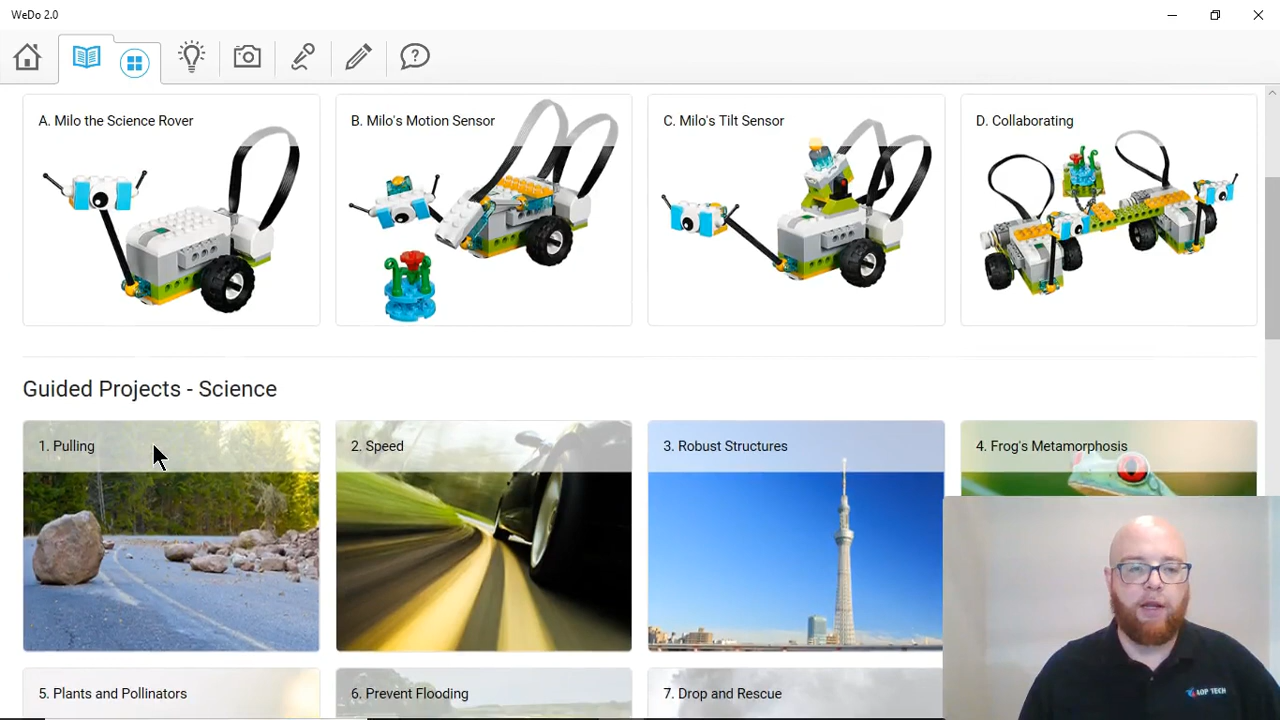 WeDo 2.0
A. Milo the Science Rover
B. Milo's Motion Sensor
C. Milo's Tilt Sensor
D. Collaborating
Guided Projects - Science
1. Pulling
2. Speed
3. Robust Structures
4. Frog's Metamorphosis
5. Plants and Pollinators
6. Prevent Flooding
7. Drop and Rescue
LOP TECH